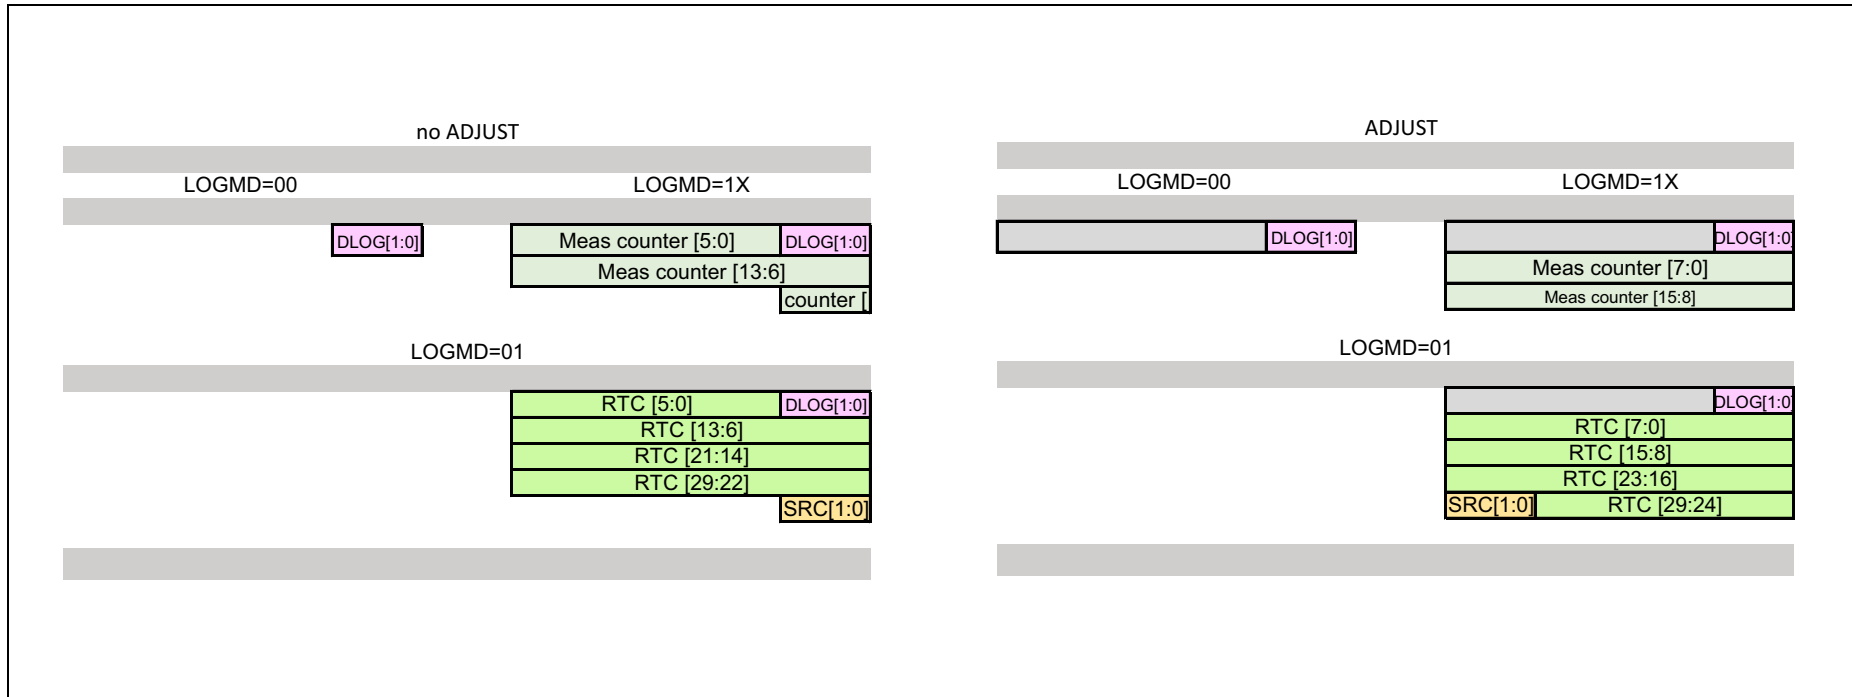 no ADJUST
LOGMD=00 LOGMD=1X
DLOG[1:0] Meas counter [5:0] DLOG[1:0]
Meas counter [13:6]
counter [
LOGMD=01
RTC [5:0] DLOG[1:0]
RTC [13:6]
RTC [21:14]
RTC [29:22]
SRC[1:0]
ADJUST
LOGMD=00 LOGMD=1X
DLOG[1:0] DLOG[1:0]
Meas counter [7:0]
Meas counter [15:8]
LOGMD=01
DLOG[1:0]
RTC [7:0]
RTC [15:8]
RTC [23:16]
SRC[1:0] RTC [29:24]